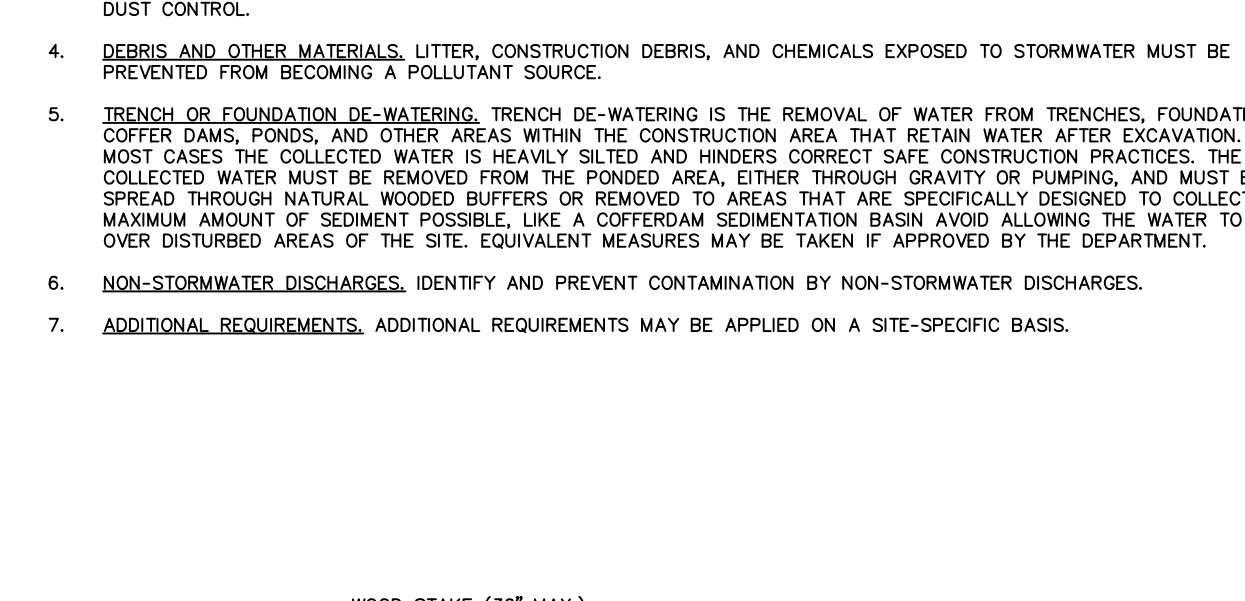 DUST CONTROL.
4. DEBRIS AND OTHER MATERIALS. LITTER, CONSTRUCTION DEBRIS, AND CHEMICALS EXPOSED TO STORMWATER MUST BE
PREVENTED FROM BECOMING A POLLUTANT SOURCE.
5. TRENCH OR FOUNDATION DE-WATERING. TRENCH DE-WATERING IS THE REMOVAL OF WATER FROM TRENCHES,
COFFER DAMS, PONDS, AND OTHER AREAS WITHIN THE CONSTRUCTION AREA THAT RETAIN WATER AFTER EXCAVATION.
MOST CASES THE COLLECTED WATER IS HEAVILY SILTED AND HINDERS CORRECT SAFE CONSTRUCTION PRACTICES. THE
COLLECTED WATER MUST BE REMOVED FROM THE PONDED AREA, EITHER THROUGH GRAVITY OR PUMPING, AND MUST
SPREAD THROUGH NATURAL WOODED BUFFERS OR REMOVED TO AREAS THAT ARE SPECIFICALLY DESIGNED TO COLLECT
MAXIMUM AMOUNT OF SEDIMENT POSSIBLE, LIKE A COFFERDAM SEDIMENTATION BASIN AVOID ALLOWING THE WATER TO
OVER DISTURBED AREAS OF THE SITE. EQUIVALENT MEASURES MAY BE TAKEN IF APPROVED BY THE DEPARTMENT.
6. NON-STORMWATER DISCHARGES. IDENTIFY AND PREVENT CONTAMINATION BY NON-STORMWATER DISCHARGES.
7. ADDITIONAL REQUIREMENTS. ADDITIONAL REQUIREMENTS MAY BE APPLIED ON A SITE-SPECIFIC BASIS.